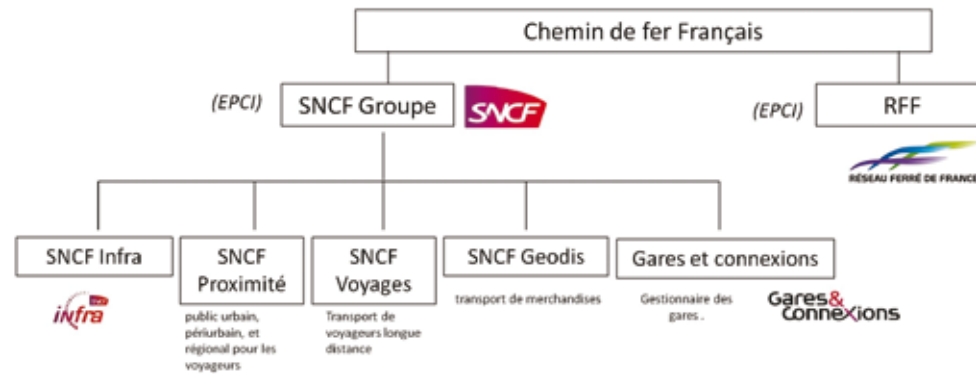 Chemin de fer Français
(EPCI)
SNCF Groupe
SNCF
(EPCI)
RFF
RÉSEAU FERRÉ DE FRANCE
SNCF Infra
SNCF
Proximité
SNCF
Voyages
SNCF Geodis
Gares et connexions
SNCF
infra
public urbain,
périurbain, et
régional pour les
voyageurs
Transport de
voyageurs longue
distance
transport de merchandises
Gestionnaire des
gares .
Gares&
Connexions